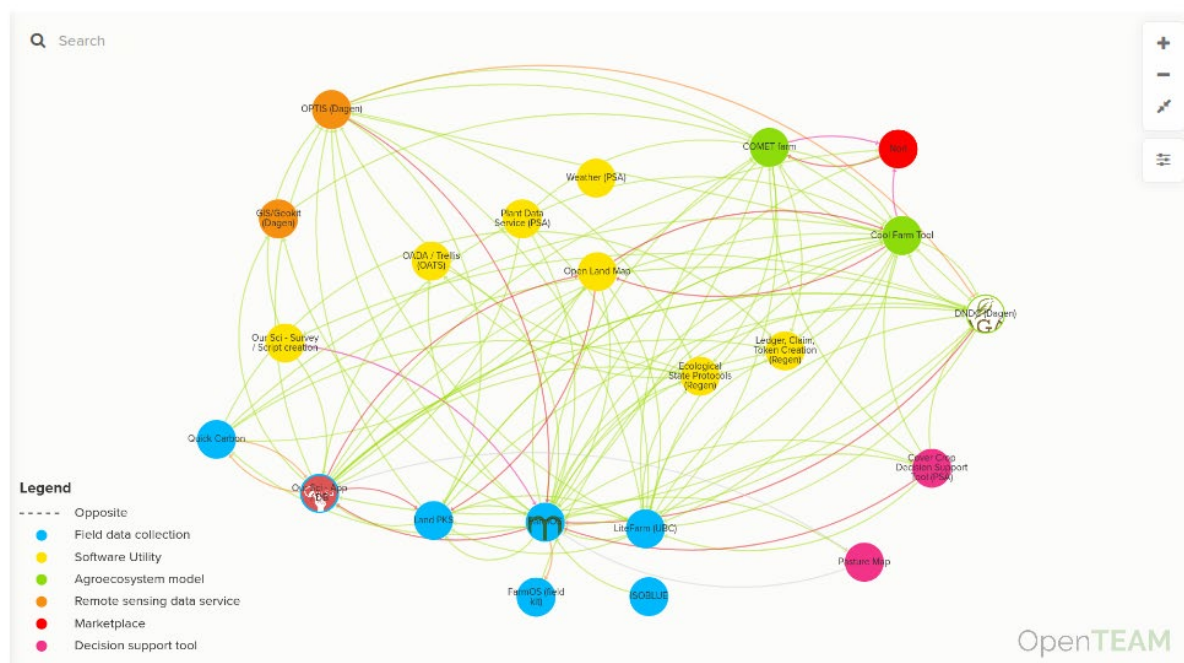 Search
OPTIS (Dagen)
COMET farm
Nori
Weather (PSA)
GIS/Geokit
(Dagen)
Plant Data
Service (PSA)
Cool Farm Tool
OADA / Trellis
(OATS)
Open Land Map
DNDC (Dagen)
Our Sci - Survey
/ Script creation
Ledger, Claim,
Token Creation
(Regen)
Ecological
State Protocols
(Regen)
Quick Carbon
Cover Crop
Decision Support
Tool (PSA)
Land PKS
LiteFarm (UBC)
Pasture Map
FarmOS (field
kit)
ISOBLUE
Legend
Opposite
Field data collection
Software Utility
Agroecosystem model
Remote sensing data service
Marketplace
Decision support tool
OpenTEAM